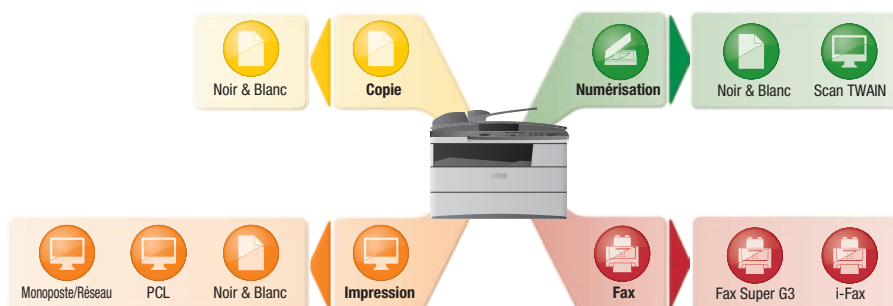 Noir & Blanc
Copie
Numérisation
Noir & Blanc
Scan TWAIN
Monoposte/Réseau
PCL
Noir & Blanc
Impression
Fax
Fax Super G3
i-Fax